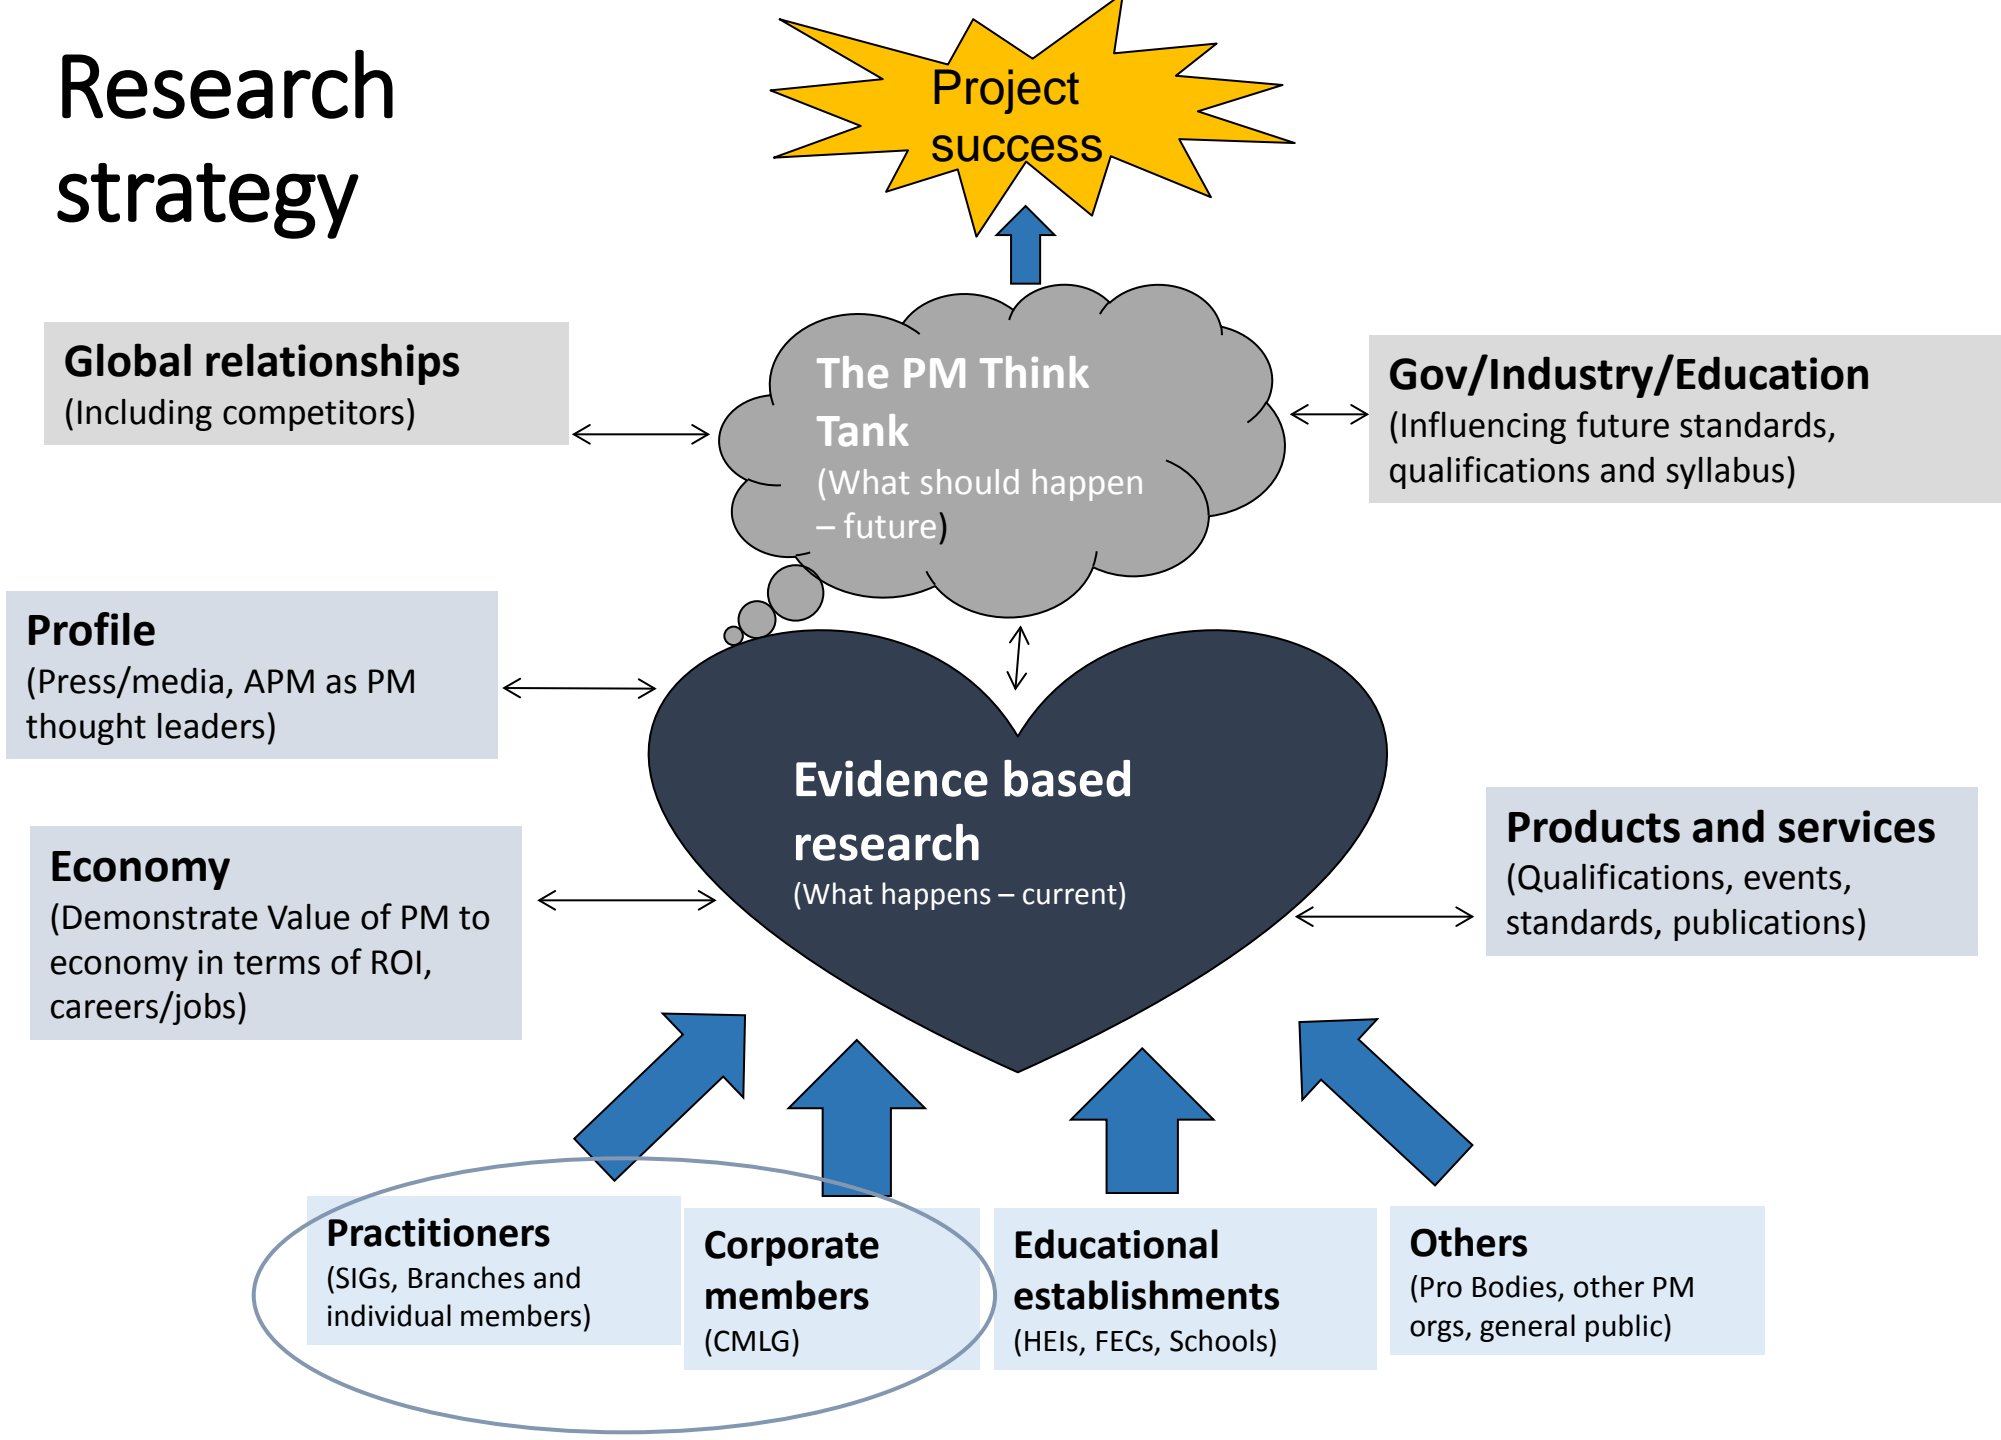 Research
strategy
Project
success
Global relationships
(Including competitors)
The PM Think
Tank
(What should happen
– future)
Gov/Industry/Education
(Influencing future standards,
qualifications and syllabus)
Profile
(Press/media, APM as PM
thought leaders)
Evidence based
research
(What happens – current)
Economy
(Demonstrate Value of PM to
economy in terms of ROI,
careers/jobs)
Products and services
(Qualifications, events,
standards, publications)
Practitioners
(SIGs, Branches and
individual members)
Corporate
members
(CMLG)
Educational
establishments
(HEIs, FECs, Schools)
Others
(Pro Bodies, other PM
orgs, general public)